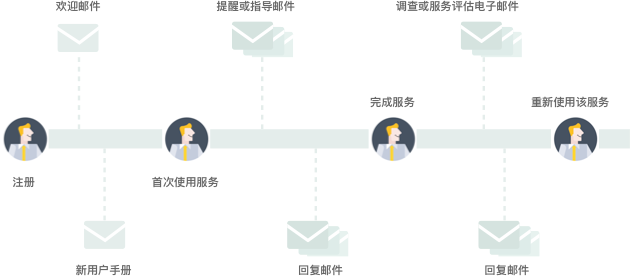 欢迎邮件
提醒或指导邮件
调查或服务评估电子邮件
完成服务
重新使用该服务
注册
首次使用服务
新用户手册
回复邮件
回复邮件